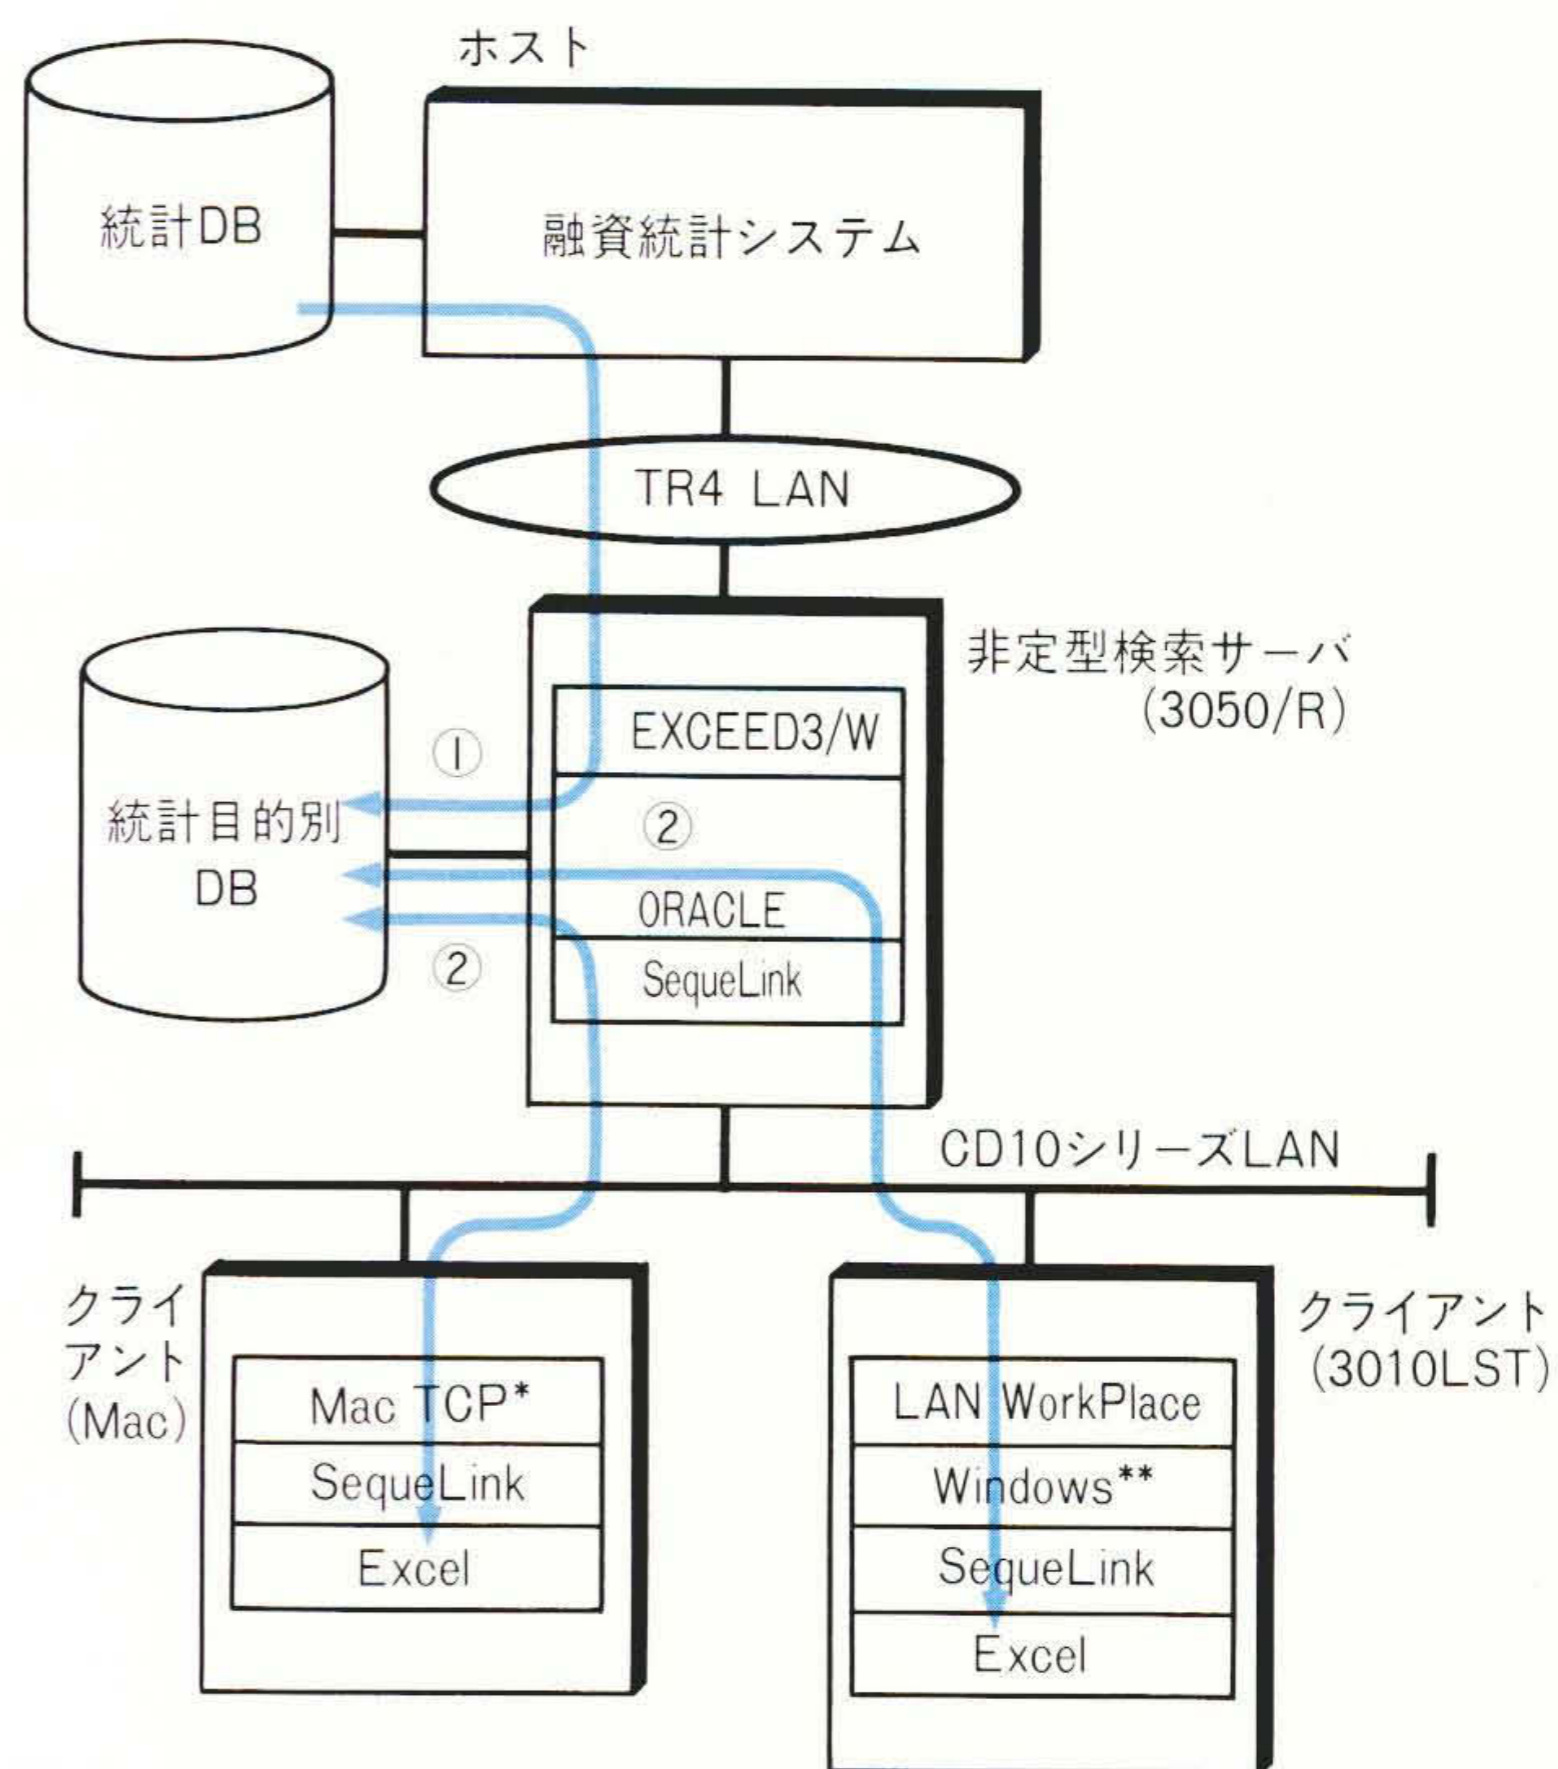 ホスト
統計DB
融資統計システム
TR4 LAN
非定型検索サーバ
(3050/R)
EXCEED3/W
①
②
統計目的別
DB
ORACLE
②
SequeLink
CD10シリーズLAN
クライ
アント
(Mac)
Mac TCP*
SequeLink
Excel
クライアント
(3010LST)
LAN WorkPlace
Windows**
SequeLink
Excel